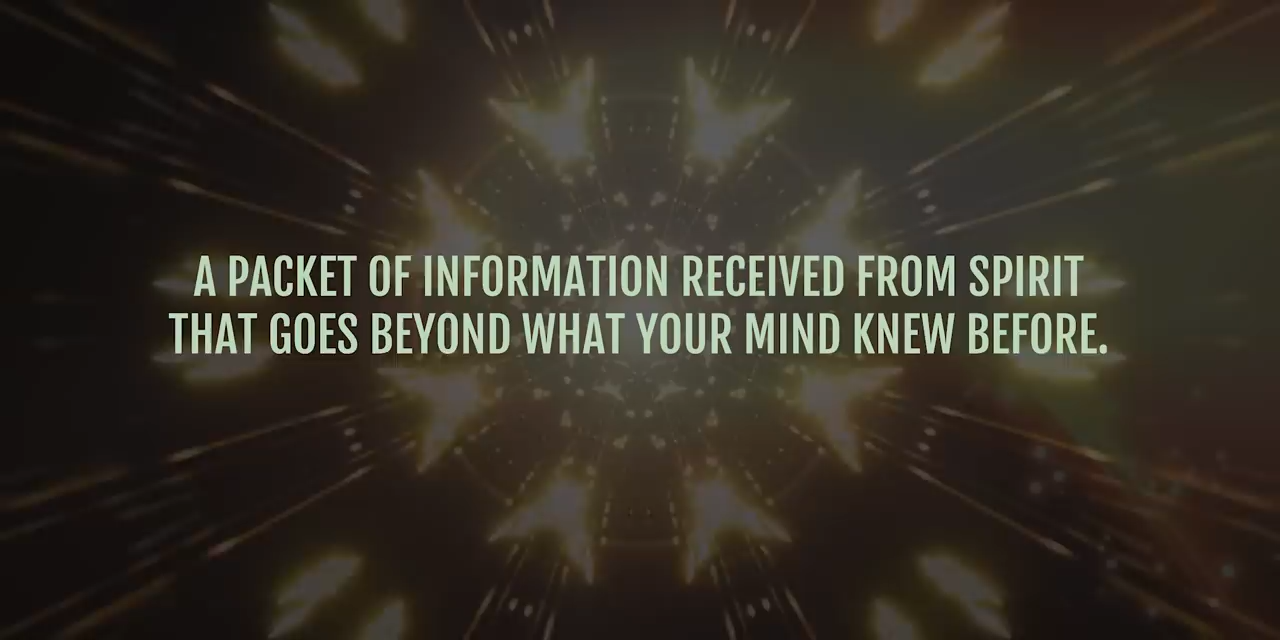 A PACKET OF INFORMATION RECEIVED FROM SPIRIT
THAT GOES BEYOND WHAT YOUR MIND KNEW BEFORE.